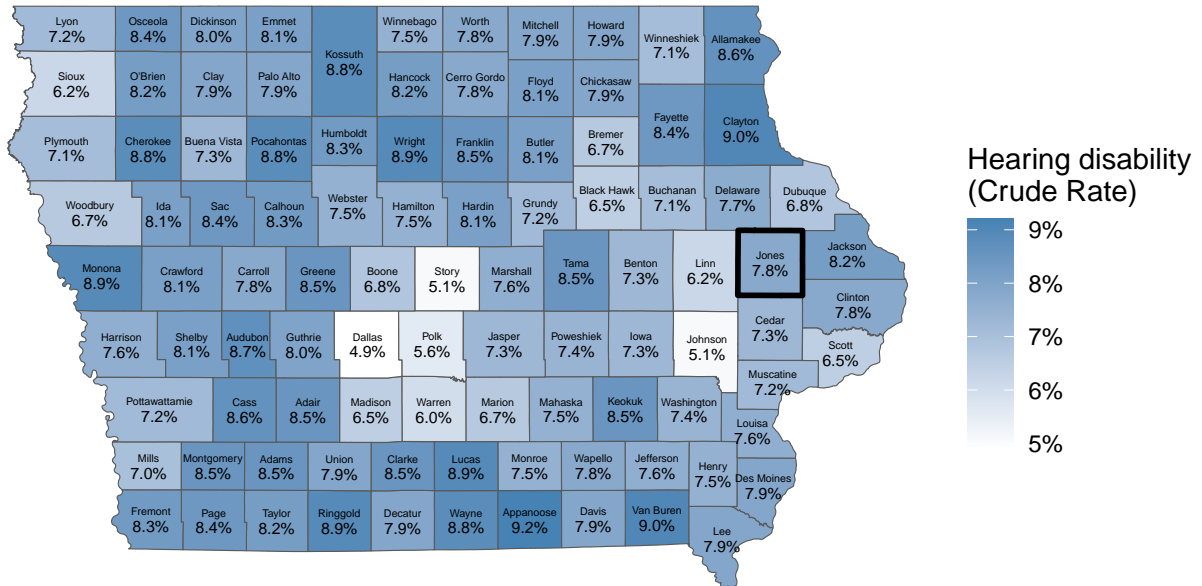 Lyon
7.2%
Osceola
8.4%
Dickinson
8.0%
Emmet
8.1%
Kossuth
8.8%
Winnebago
7.5%
Worth
7.8%
Mitchell
7.9%
Howard
7.9%
Winneshiek
7.1%
Allamakee
8.6%
Sioux
6.2%
O'Brien
8.2%
Clay
7.9%
Palo Alto
7.9%
Hancock
8.2%
Cerro Gordo
7.8%
Floyd
8.1%
Chickasaw
7.9%
Fayette
8.4%
Clayton
9.0%
Plymouth
7.1%
Cherokee
8.8%
Buena Vista
7.3%
Pocahontas
8.8%
Humboldt
8.3%
Wright
8.9%
Franklin
8.5%
Butler
8.1%
Bremer
6.7%
Woodbury
6.7%
Ida
8.1%
Sac
8.4%
Calhoun
8.3%
Webster
7.5%
Hamilton
7.5%
Hardin
8.1%
Grundy
7.2%
Black Hawk
6.5%
Buchanan
7.1%
Delaware
7.7%
Dubuque
6.8%
Monona
8.9%
Crawford
8.1%
Carroll
7.8%
Greene
8.5%
Boone
6.8%
Story
5.1%
Marshall
7.6%
Tama
8.5%
Benton
7.3%
Linn
6.2%
Jones
7.8%
Jackson
8.2%
Clinton
7.8%
Harrison
7.6%
Shelby
8.1%
Audubon
8.7%
Guthrie
8.0%
Dallas
4.9%
Polk
5.6%
Jasper
7.3%
Poweshiek
7.4%
Iowa
7.3%
Johnson
5.1%
Cedar
7.3%
Scott
6.5%
Muscatine
7.2%
Pottawattamie
7.2%
Cass
8.6%
Adair
8.5%
Madison
6.5%
Warren
6.0%
Marion
6.7%
Mahaska
7.5%
Keokuk
8.5%
Washington
7.4%
Louisa
7.6%
Mills
7.0%
Montgomery
8.5%
Adams
8.5%
Union
7.9%
Clarke
8.5%
Lucas
8.9%
Monroe
7.5%
Wapello
7.8%
Jefferson
7.6%
Henry
7.5%
Des Moines
7.9%
Fremont
8.3%
Page
8.4%
Taylor
8.2%
Ringgold
8.9%
Decatur
7.9%
Wayne
8.8%
Appanoose
9.2%
Davis
7.9%
Van Buren
9.0%
Lee
7.9%
Hearing disability
(Crude Rate)
9%
8%
7%
6%
5%